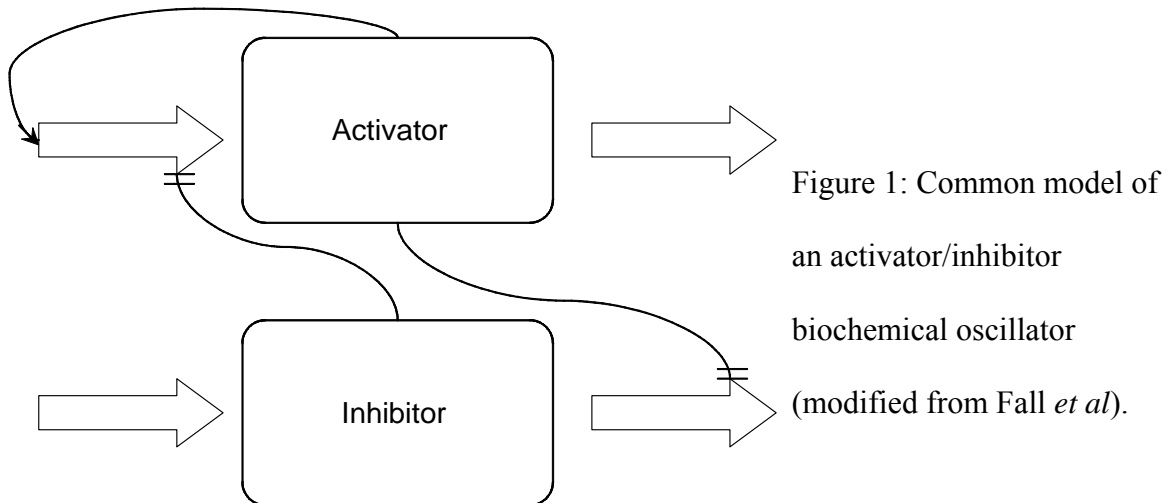 Activator
Figure 1: Common model of
an activator/inhibitor
biochemical oscillator
(modified from Fall et al).
Inhibitor